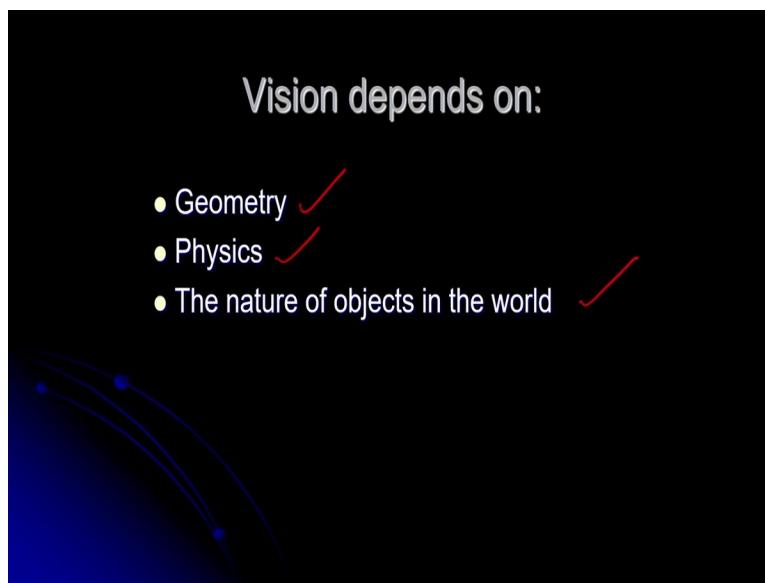 Vision depends on:
Geometry
Physics
The nature of objects in the world